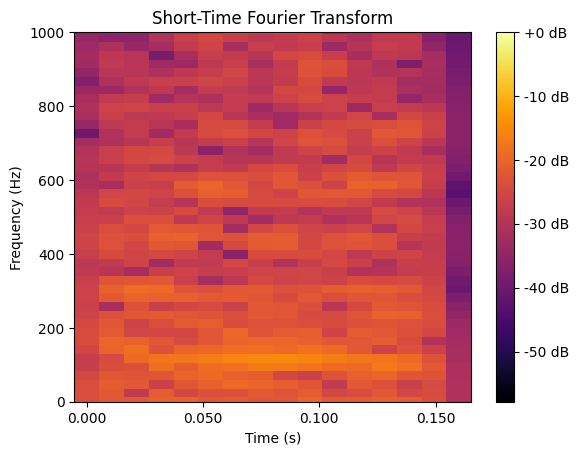 Short-Time Fourier Transform
1000
800
600
400
200
0
Frequency (Hz)
0.000
0.050
0.100
0.150
Time (s)
+0 dB
-10 dB
-20 dB
-30 dB
-40 dB
-50 dB